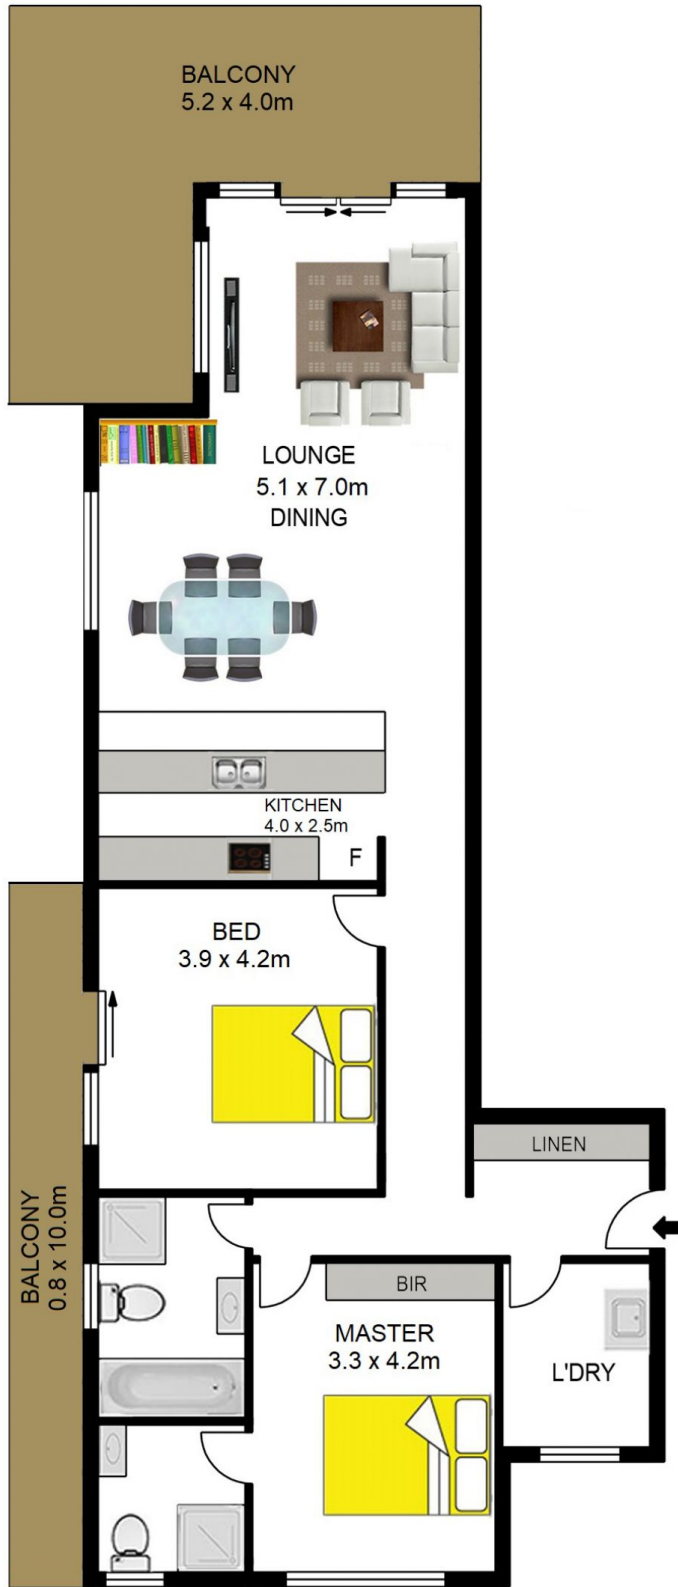 BALCONY
5.2 x 4.0m
LOUNGE
5.1 x 7.0m
DINING
KITCHEN
4.0 x 2.5m
F
BED
3.9 x 4.2m
LINEN
BALCONY
0.8 x 10.0m
BIR
MASTER
3.3 x 4.2m
L'DRY